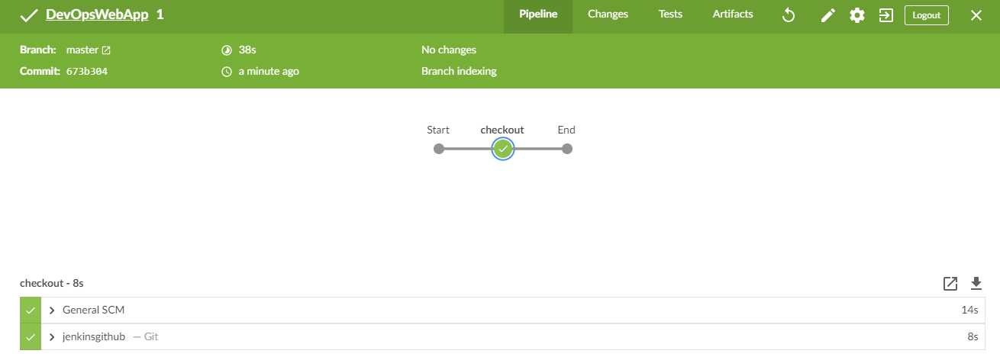 DevOpsWebApp 1 Pipeline Changes Tests Artifacts Logout
Branch: master 38s No changes
Commit: 673b304 a minute ago Branch indexing
Start checkout End
checkout - 8s
General SCM 14s
jenkinsgithub — Git 8s